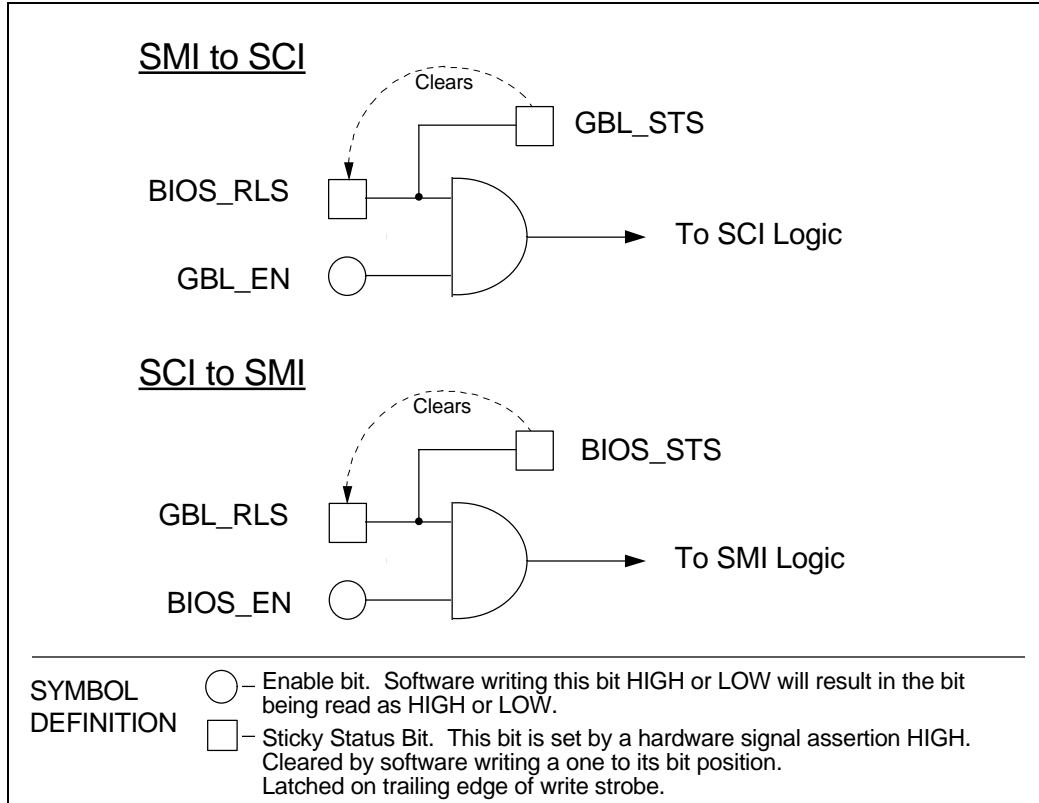 SMI to SCI
Clears
GBL_STS
BIOS_RLS
To SCI Logic
GBL_EN
SCI to SMI
Clears
BIOS_STS
GBL_RLS
To SMI Logic
BIOS_EN
SYMBOL
DEFINITION
– Enable bit. Software writing this bit HIGH or LOW will result in the bit
being read as HIGH or LOW.
– Sticky Status Bit. This bit is set by a hardware signal assertion HIGH.
Cleared by software writing a one to its bit position.
Latched on trailing edge of write strobe.